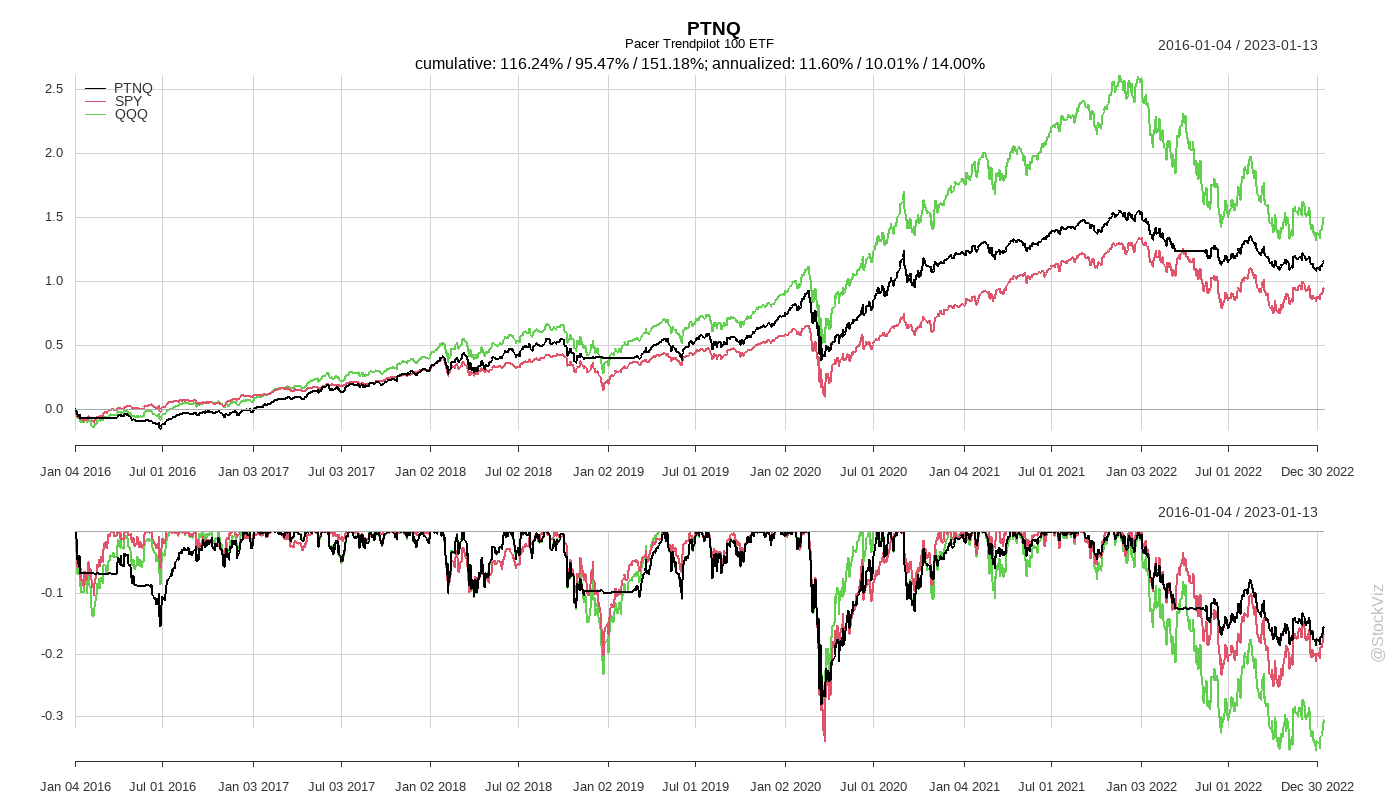 PTNQ
Pacer Trendpilot 100 ETF
2016-01-04 / 2023-01-13
cumulative: 116.24% / 95.47% / 151.18%; annualized: 11.60% / 10.01% / 14.00%
PTNQ
SPY
QQQ
2.5
2.0
1.5
1.0
0.5
0.0
Jan 04 2016 Jul 01 2016 Jan 03 2017 Jul 03 2017 Jan 02 2018 Jul 02 2018 Jan 02 2019 Jul 01 2019 Jan 02 2020 Jul 01 2020 Jan 04 2021 Jul 01 2021 Jan 03 2022 Jul 01 2022 Dec 30 2022
2016-01-04 / 2023-01-13
-0.1
-0.2
-0.3
Jan 04 2016 Jul 01 2016 Jan 03 2017 Jul 03 2017 Jan 02 2018 Jul 02 2018 Jan 02 2019 Jul 01 2019 Jan 02 2020 Jul 01 2020 Jan 04 2021 Jul 01 2021 Jan 03 2022 Jul 01 2022 Dec 30 2022
@StockViz